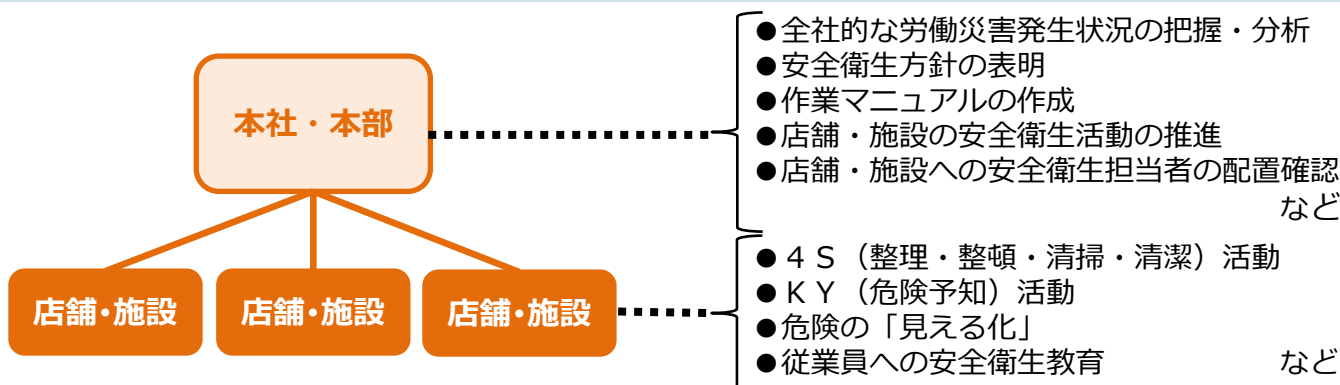 本社・本部
●全社的な労働災害発生状況の把握・分析
●安全衛生方針の表明
●作業マニュアルの作成
●店舗・施設の安全衛生活動の推進
●店舗・施設への安全衛生担当者の配置確認
など
店舗・施設
店舗・施設
店舗・施設
●４Ｓ（整理・整頓・清掃・清潔）活動
●ＫＹ（危険予知）活動
●危険の「見える化」
●従業員への安全衛生教育　など